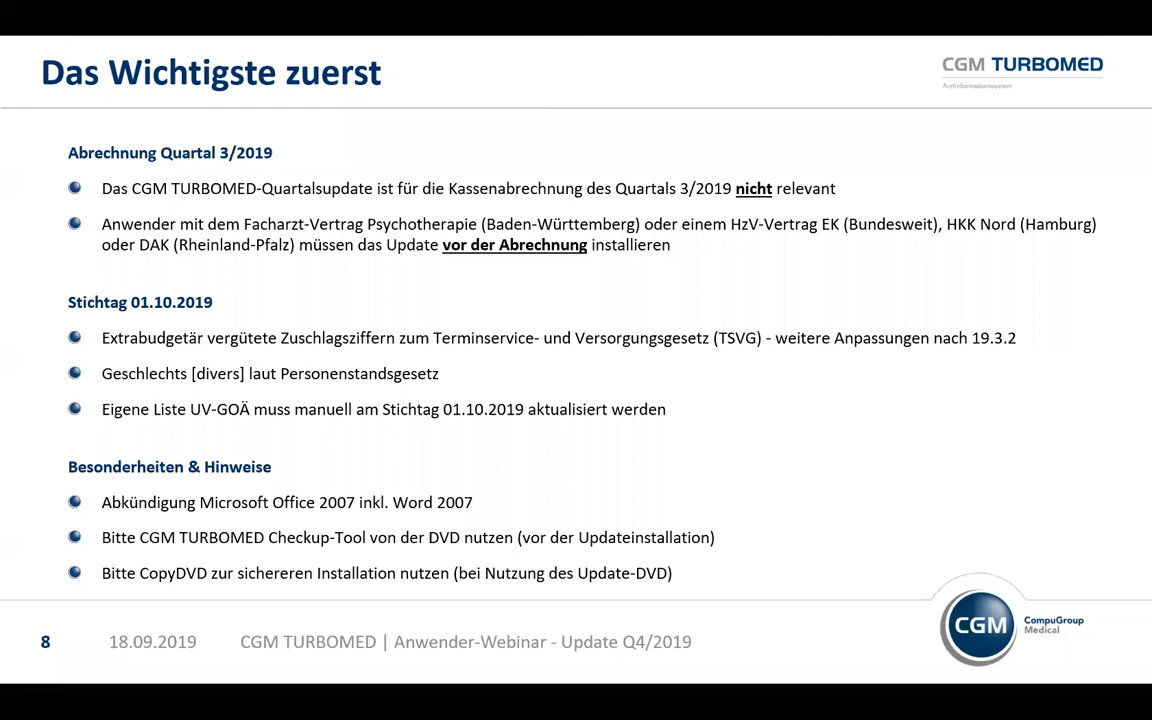 Das Wichtigste zuerst
CGM TURBOMED
Arztinformationssystem
Abrechnung Quartal 3/2019
Das CGM TURBOMED-Quartalsupdate ist für die Kassenabrechnung des Quartals 3/2019 nicht relevant
Anwender mit dem Facharzt-Vertrag Psychotherapie (Baden-Württemberg) oder einem HzV-Vertrag EK (Bundesweit), HKK Nord (Hamburg)
oder DAK (Rheinland-Pfalz) müssen das Update vor der Abrechnung installieren
Stichtag 01.10.2019
Extrabudgetär vergütete Zuschlagsziffern zum Terminservice- und Versorgungsgesetz (TSVG) - weitere Anpassungen nach 19.3.2
Geschlechts [divers] laut Personenstandsgesetz
Eigene Liste UV-GOÄ muss manuell am Stichtag 01.10.2019 aktualisiert werden
Besonderheiten & Hinweise
Abkündigung Microsoft Office 2007 inkl. Word 2007
Bitte CGM TURBOMED Checkup-Tool von der DVD nutzen (vor der Updateinstallation)
Bitte CopyDVD zur sichereren Installation nutzen (bei Nutzung des Update-DVD)
8 18.09.2019 CGM TURBOMED | Anwender-Webinar - Update Q4/2019
CGM CompuGroup
Medical